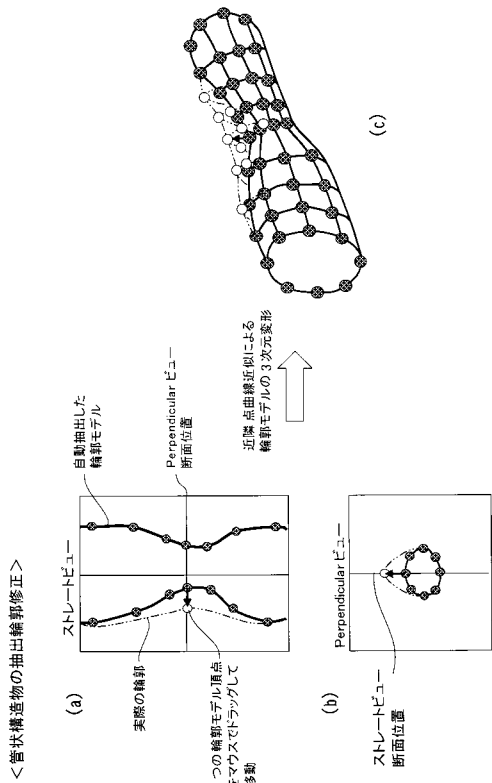 ＜管状構造物の抽出輪郭修正＞
(a)
ストレートビュー
自動抽出した
輪郭モデル
実際の輪郭
Perpendicular ビュー
断面位置
つの輪郭モデル頂点
をマウスでドラッグして
移動
(b)
Perpendicular ビュー
ストレートビュー
断面位置
近隣点曲線近似による
輪郭モデルの3次元変形
(c)